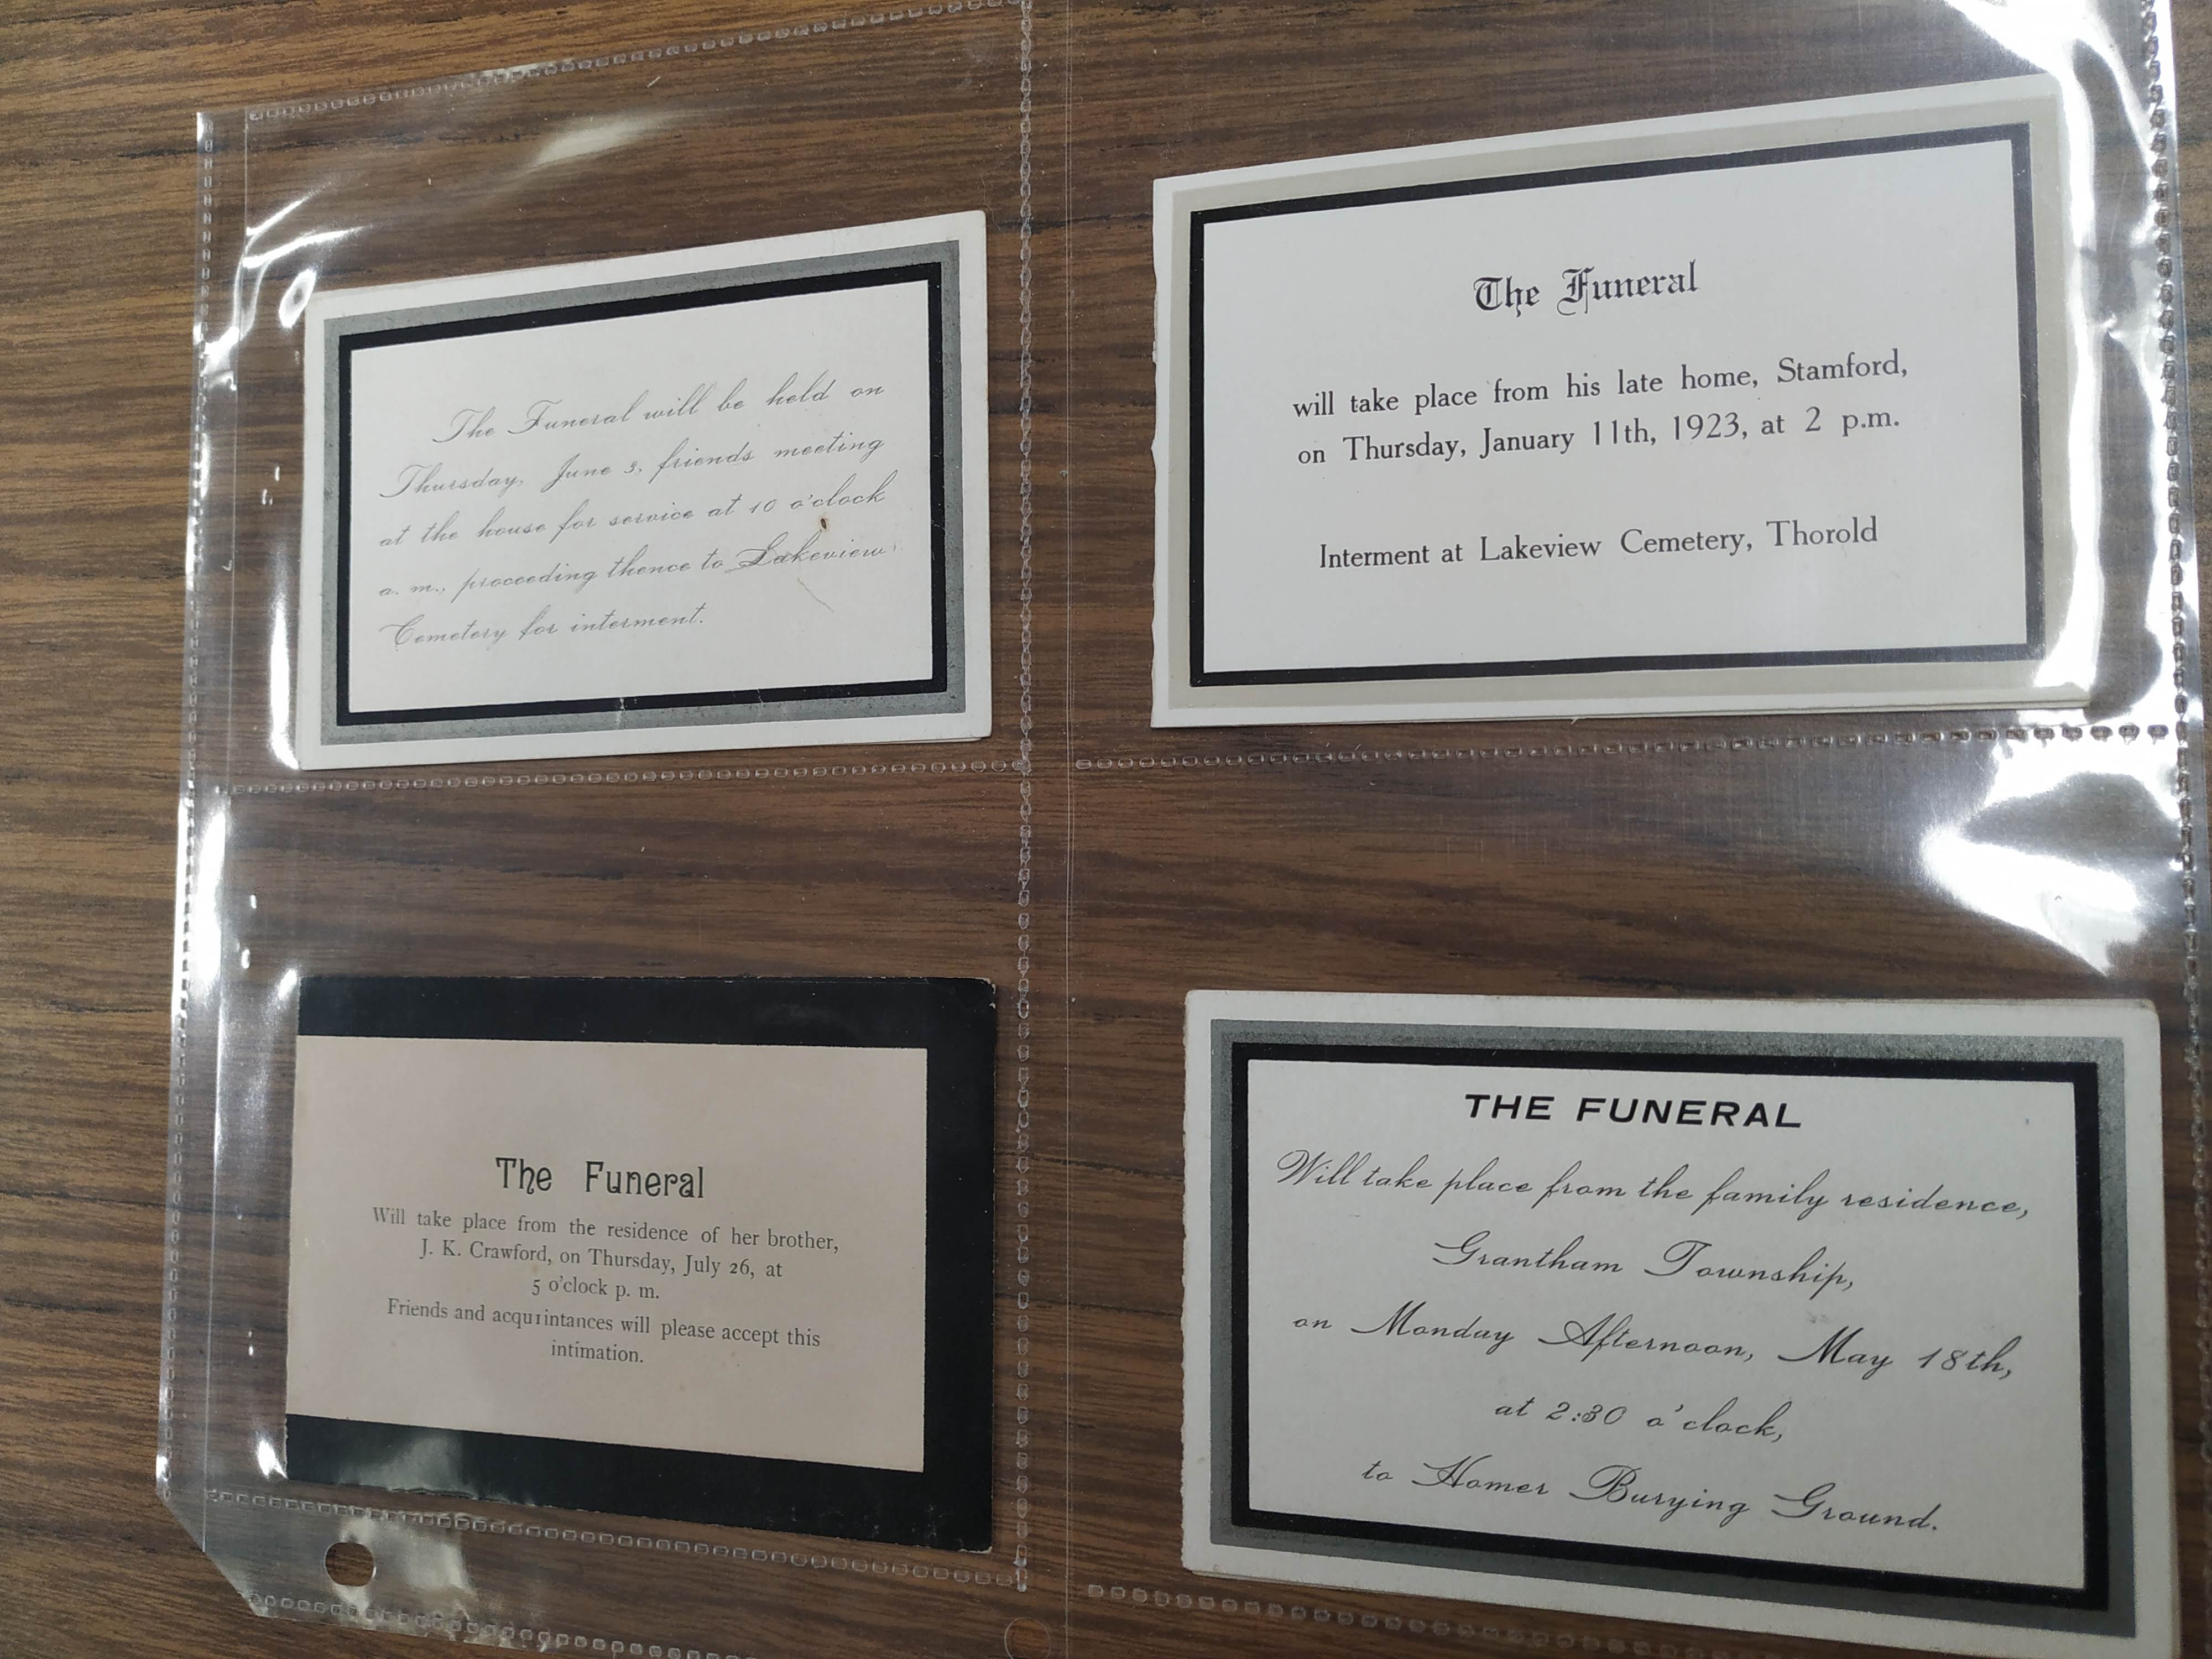 The Funeral will be held on
Thursday, June 3, friends meeting
at the house for service at 10 o'clock
a. m., proceeding thence to Lakeview
Cemetery for interment.
The Funeral
will take place from his late home, Stamford,
on Thursday, January 11th, 1923, at 2 p.m.
Interment at Lakeview Cemetery, Thorold
The Funeral
Will take place from the residence of her brother,
J. K. Crawford, on Thursday, July 26, at
5 o'clock p. m.
Friends and acqurintances will please accept this
intimation.
THE FUNERAL
Will take place from the family residence,
Grantham Township,
on Monday Afternoon, May 18th,
at 2:30 o'clock,
to Homer Burying Ground.